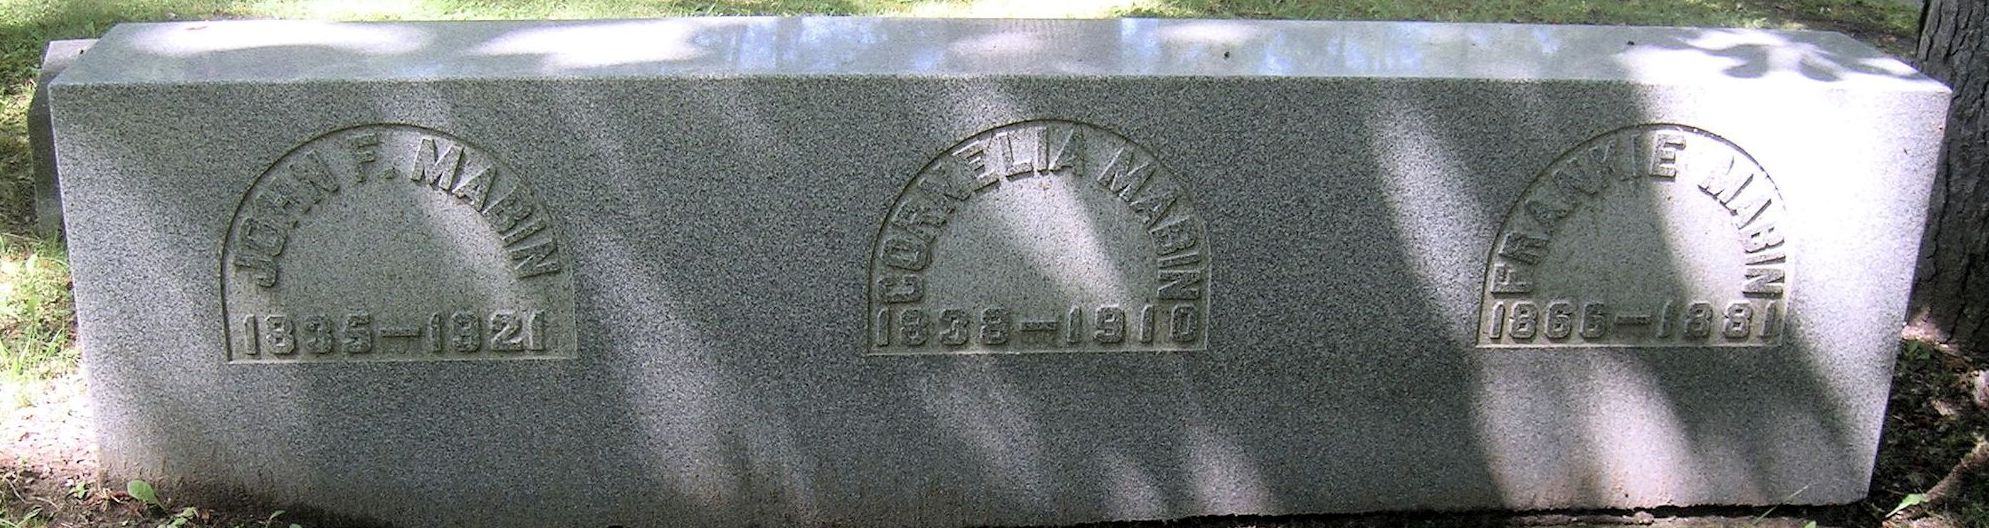 JOHN F. MABIN
1835–1921
CORNELIA MABIN
1838–1910
FRANKIE MABIN
1866–1881